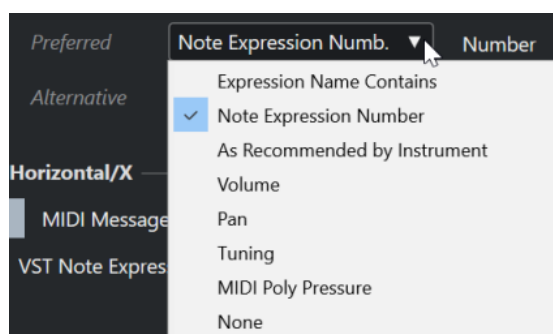 Preferred Note Expression Numb. Number
Expression Name Contains
Alternative
Note Expression Number
As Recommended by Instrument
Horizontal/X
Volume
MIDI Message
Pan
Tuning
VST Note Expres
MIDI Poly Pressure
None